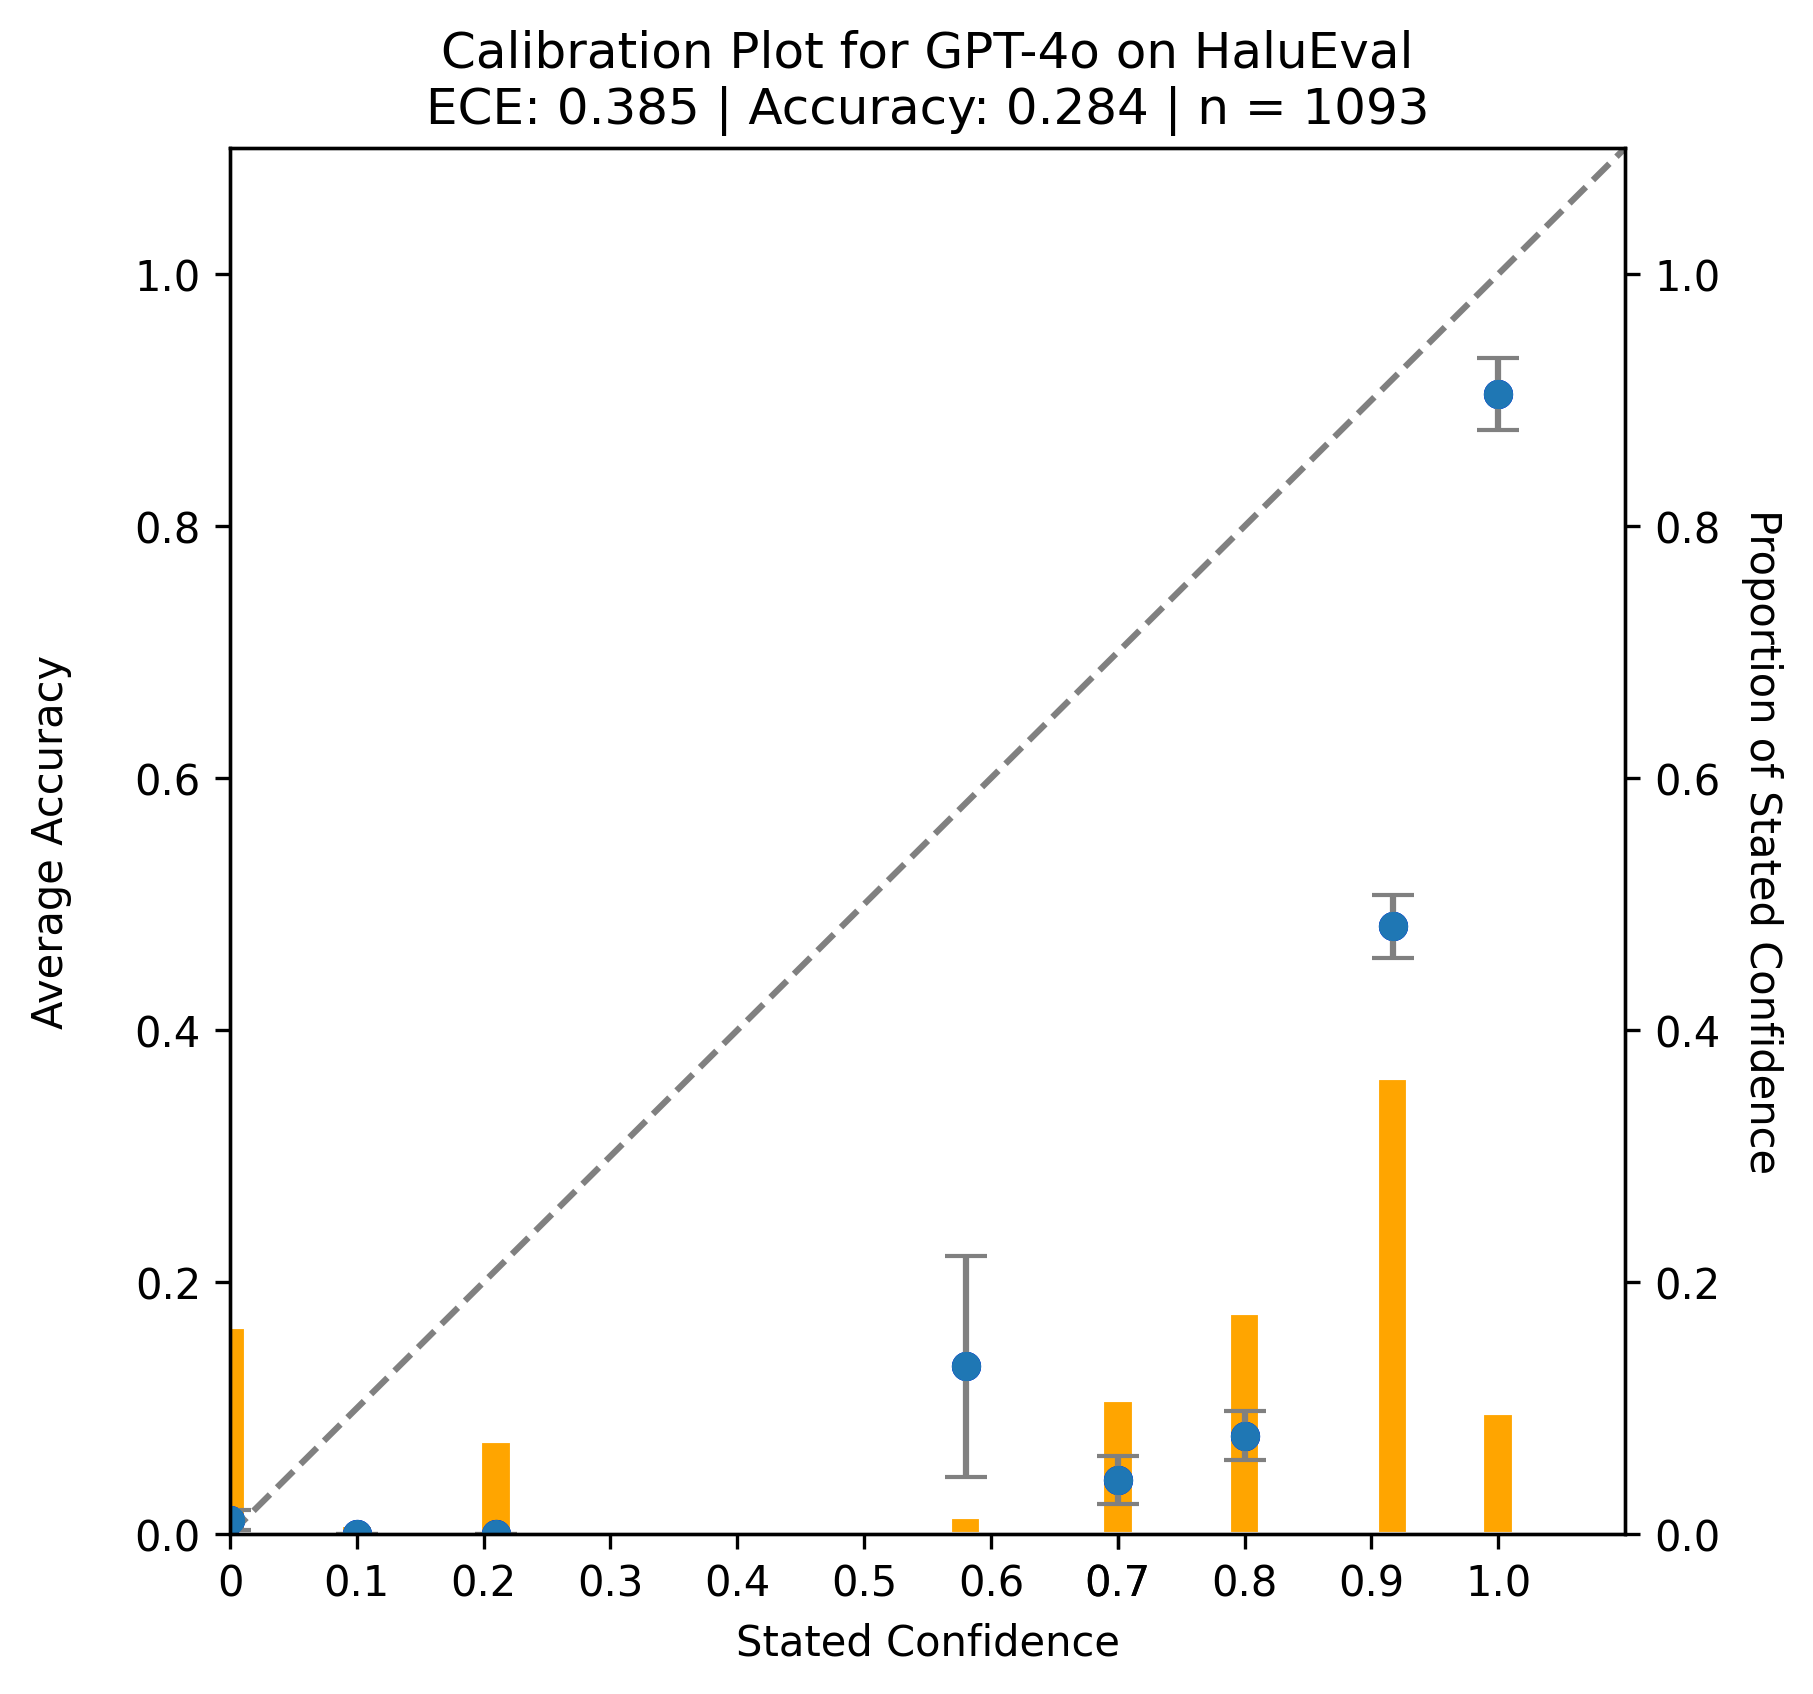 Calibration Plot for GPT-4o on HaluEval
ECE: 0.385 | Accuracy: 0.284 | n = 1093
Average Accuracy
1.0
0.8
0.6
0.4
0.2
0.0
1.0
0.8
0.6
0.4
0.2
0.0
Proportion of Stated Confidence
0 0.1 0.2 0.3 0.4 0.5 0.6 0.7 0.8 0.9 1.0
Stated Confidence